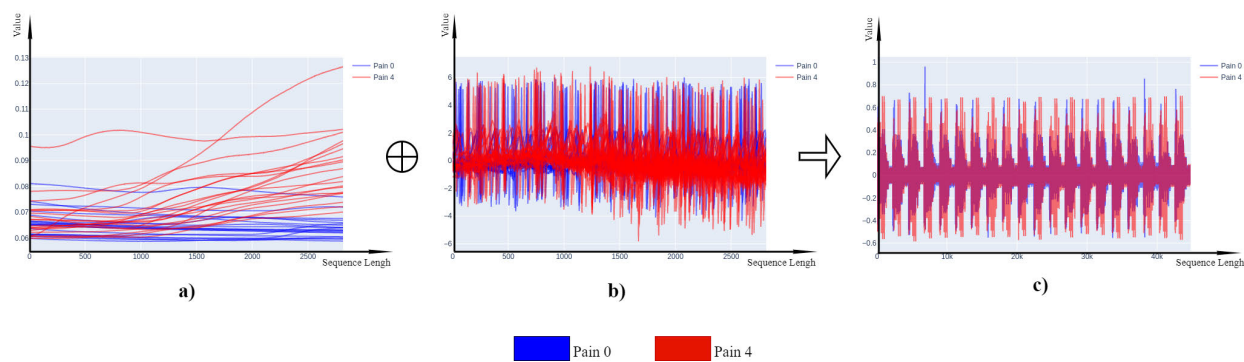 Value
0.13
0.12
0.11
0.1
0.09
0.08
0.07
0.06
0
500
1000
1500
2000
2500
Sequence Lengh
Pain 0
Pain 4
a)
Value
6
4
2
0
−2
−4
−6
0
500
1000
1500
2000
2500
Sequence Lengh
Pain 0
Pain 4
b)
Value
1
0.8
0.6
0.4
0.2
0
−0.2
−0.4
−0.6
0
10k
20k
30k
40k
Sequence Lengh
Pain 0
Pain 4
c)
Pain 0
Pain 4